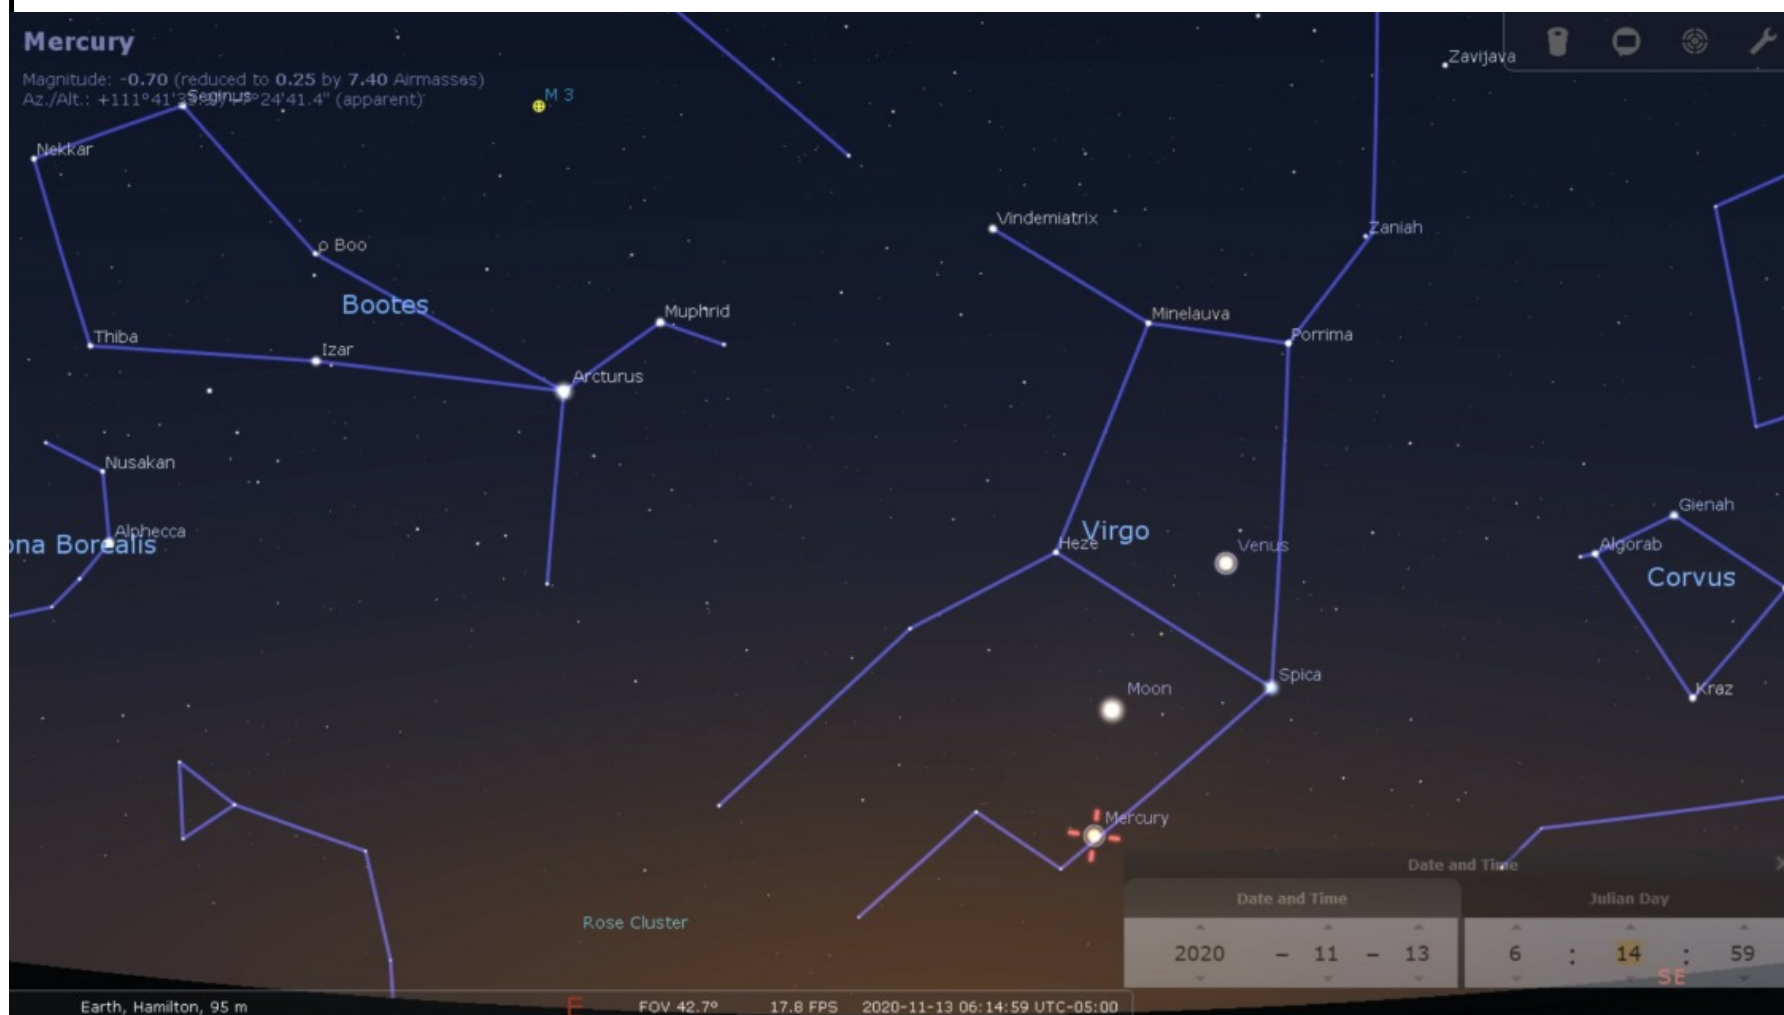 Mercury
Magnitude: -0.70 (reduced to 0.25 by 7.40 Airmasses)
Az./Alt.: +111°41' +7°24'41.4" (apparent)
Seginus
M 3
Zavijava
Nekkar
Vindemiatrix
Zaniah
ρ Boo
Bootes
Muphrid
Minelauva
Porrima
Thiba
Izar
Arcturus
Nusakan
Gienah
Alphecca
ona Borealis
Virgo
Heze
Venus
Algorab
Corvus
Spica
Moon
Kraz
Mercury
Date and Time
Date and Time
Julian Day
Rose Cluster
2020 - 11 - 13
6 : 14 : 59
SE
E
Earth, Hamilton, 95 m
FOV 42.7°
17.8 FPS
2020-11-13 06:14:59 UTC-05:00